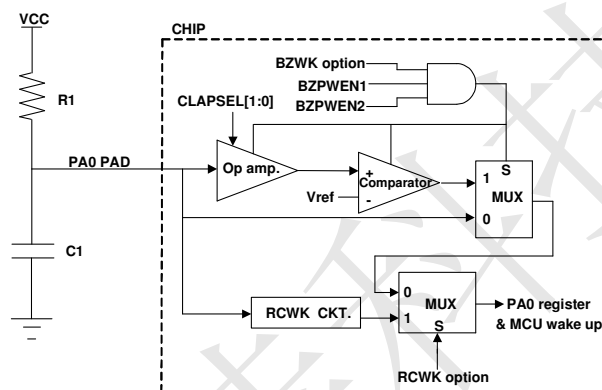 VCC
CHIP
BZWK option
R1
BZPWEN1
CLAPSEL[1:0]
BZPWEN2
PA0 PAD
Op amp.
+
Comparator
-
Vref
S
1
MUX
0
C1
0
MUX
1
S
RCWK CKT.
PA0 register
& MCU wake up
RCWK option